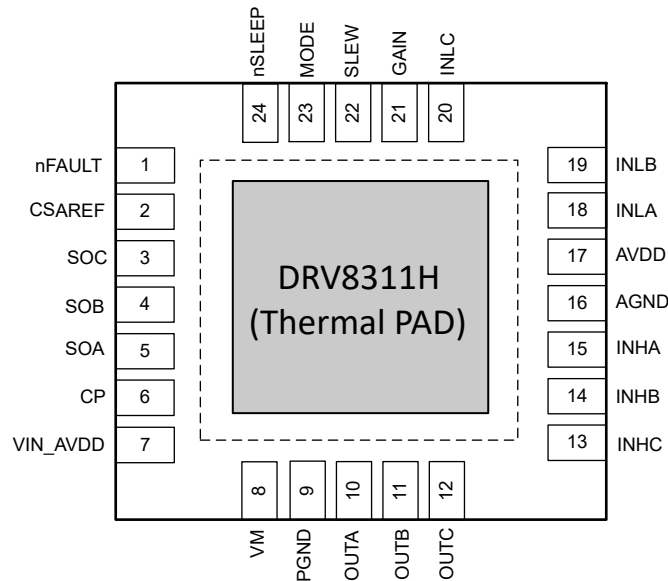 nSLEEP
MODE
SLEW
GAIN
INLC
24
23
22
21
20
nFAULT 1
CSAREF 2
SOC 3
SOB 4
SOA 5
CP 6
VIN_AVDD 7
DRV8311H
(Thermal PAD)
19 INLB
18 INLA
17 AVDD
16 AGND
15 INHA
14 INHB
13 INHC
8
9
10
11
12
VM
PGND
OUTA
OUTB
OUTC